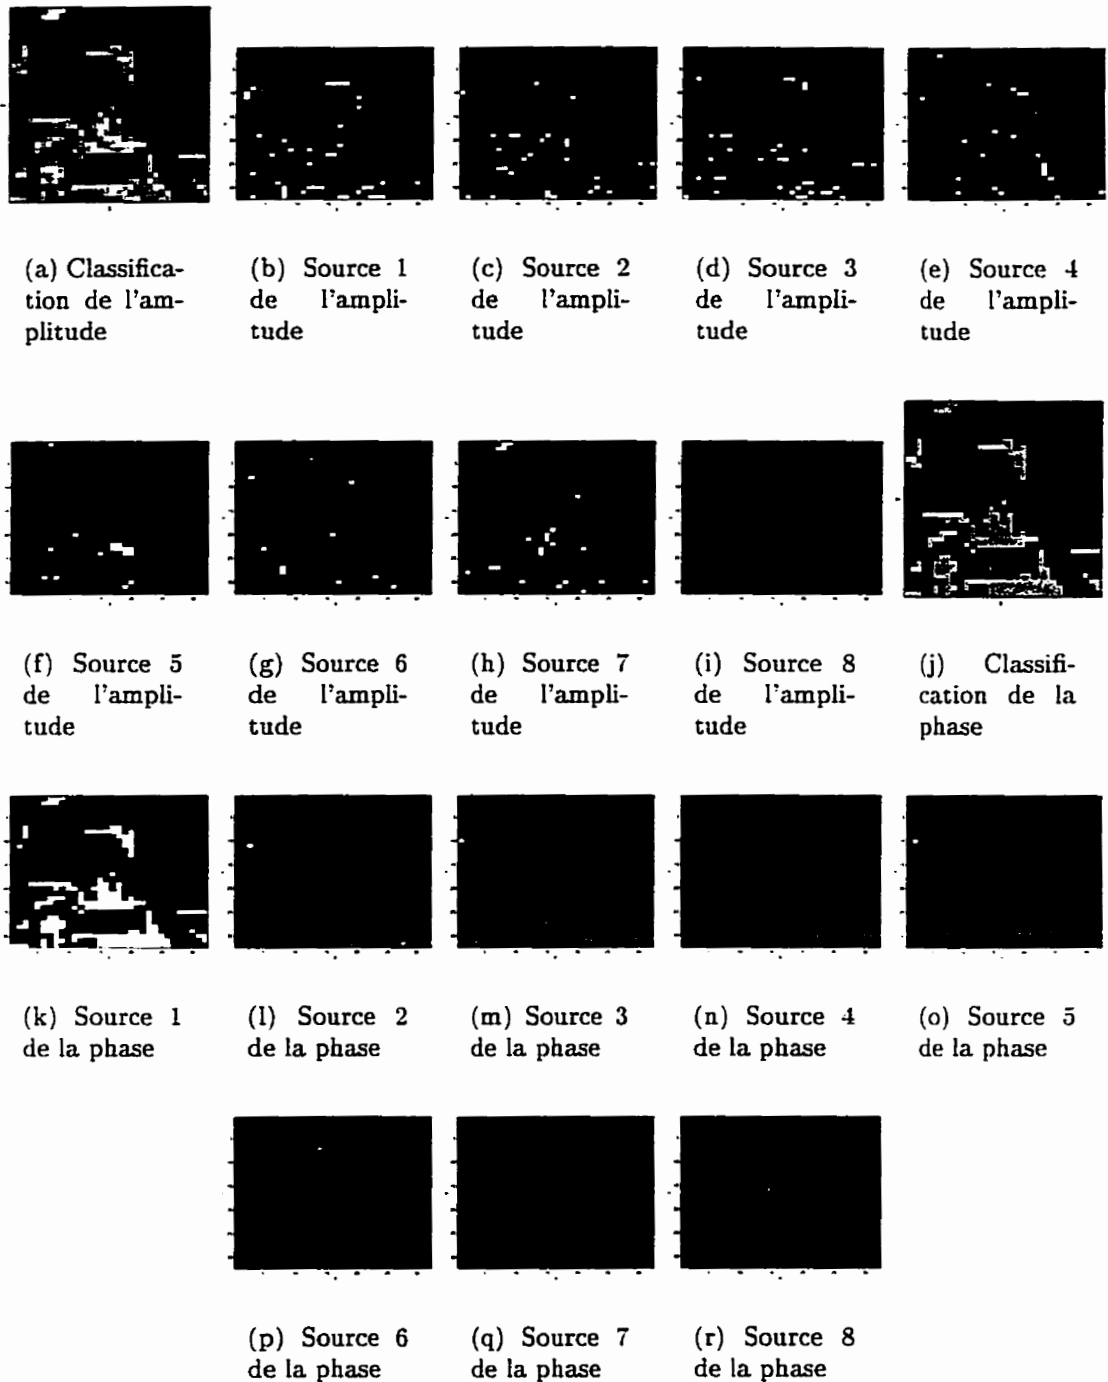 (a) Classifica-
tion de l'am-
plitude
(b) Source 1
de l'ampli-
tude
(c) Source 2
de l'ampli-
tude
(d) Source 3
de l'ampli-
tude
(e) Source 4
de l'ampli-
tude
(f) Source 5
de l'ampli-
tude
(g) Source 6
de l'ampli-
tude
(h) Source 7
de l'ampli-
tude
(i) Source 8
de l'ampli-
tude
(j) Classifi-
cation de la
phase
(k) Source 1
de la phase
(l) Source 2
de la phase
(m) Source 3
de la phase
(n) Source 4
de la phase
(o) Source 5
de la phase
(p) Source 6
de la phase
(q) Source 7
de la phase
(r) Source 8
de la phase